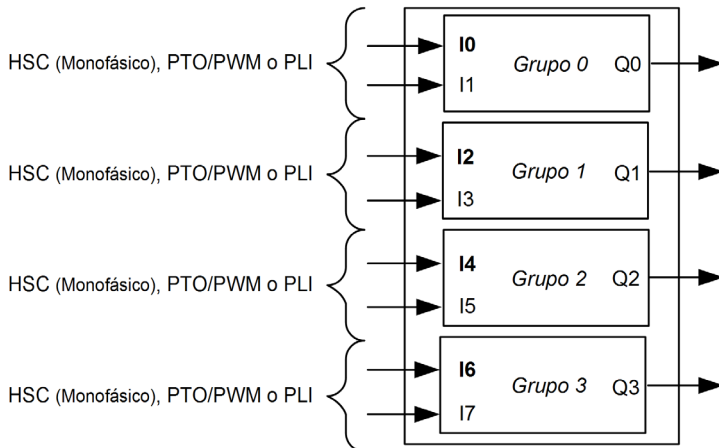 HSC (Monofásico), PTO/PWM o PLI
I0
Grupo 0
Q0
I1
HSC (Monofásico), PTO/PWM o PLI
I2
Grupo 1
Q1
I3
HSC (Monofásico), PTO/PWM o PLI
I4
Grupo 2
Q2
I5
HSC (Monofásico), PTO/PWM o PLI
I6
Grupo 3
Q3
I7